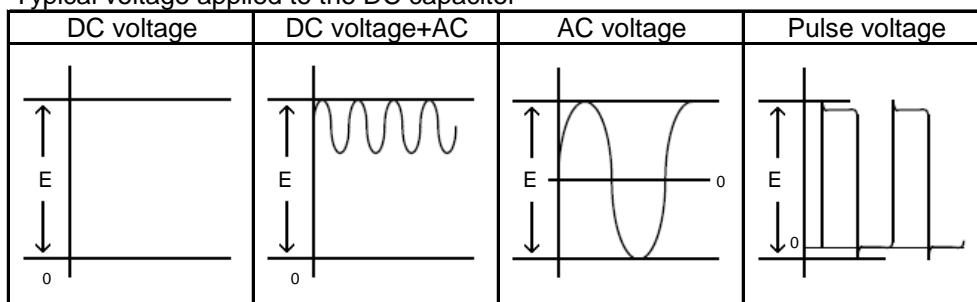 Typical voltage applied to the DC capacitor
DC voltage DC voltage+AC AC voltage Pulse voltage
E E E 0 E
0
0 0